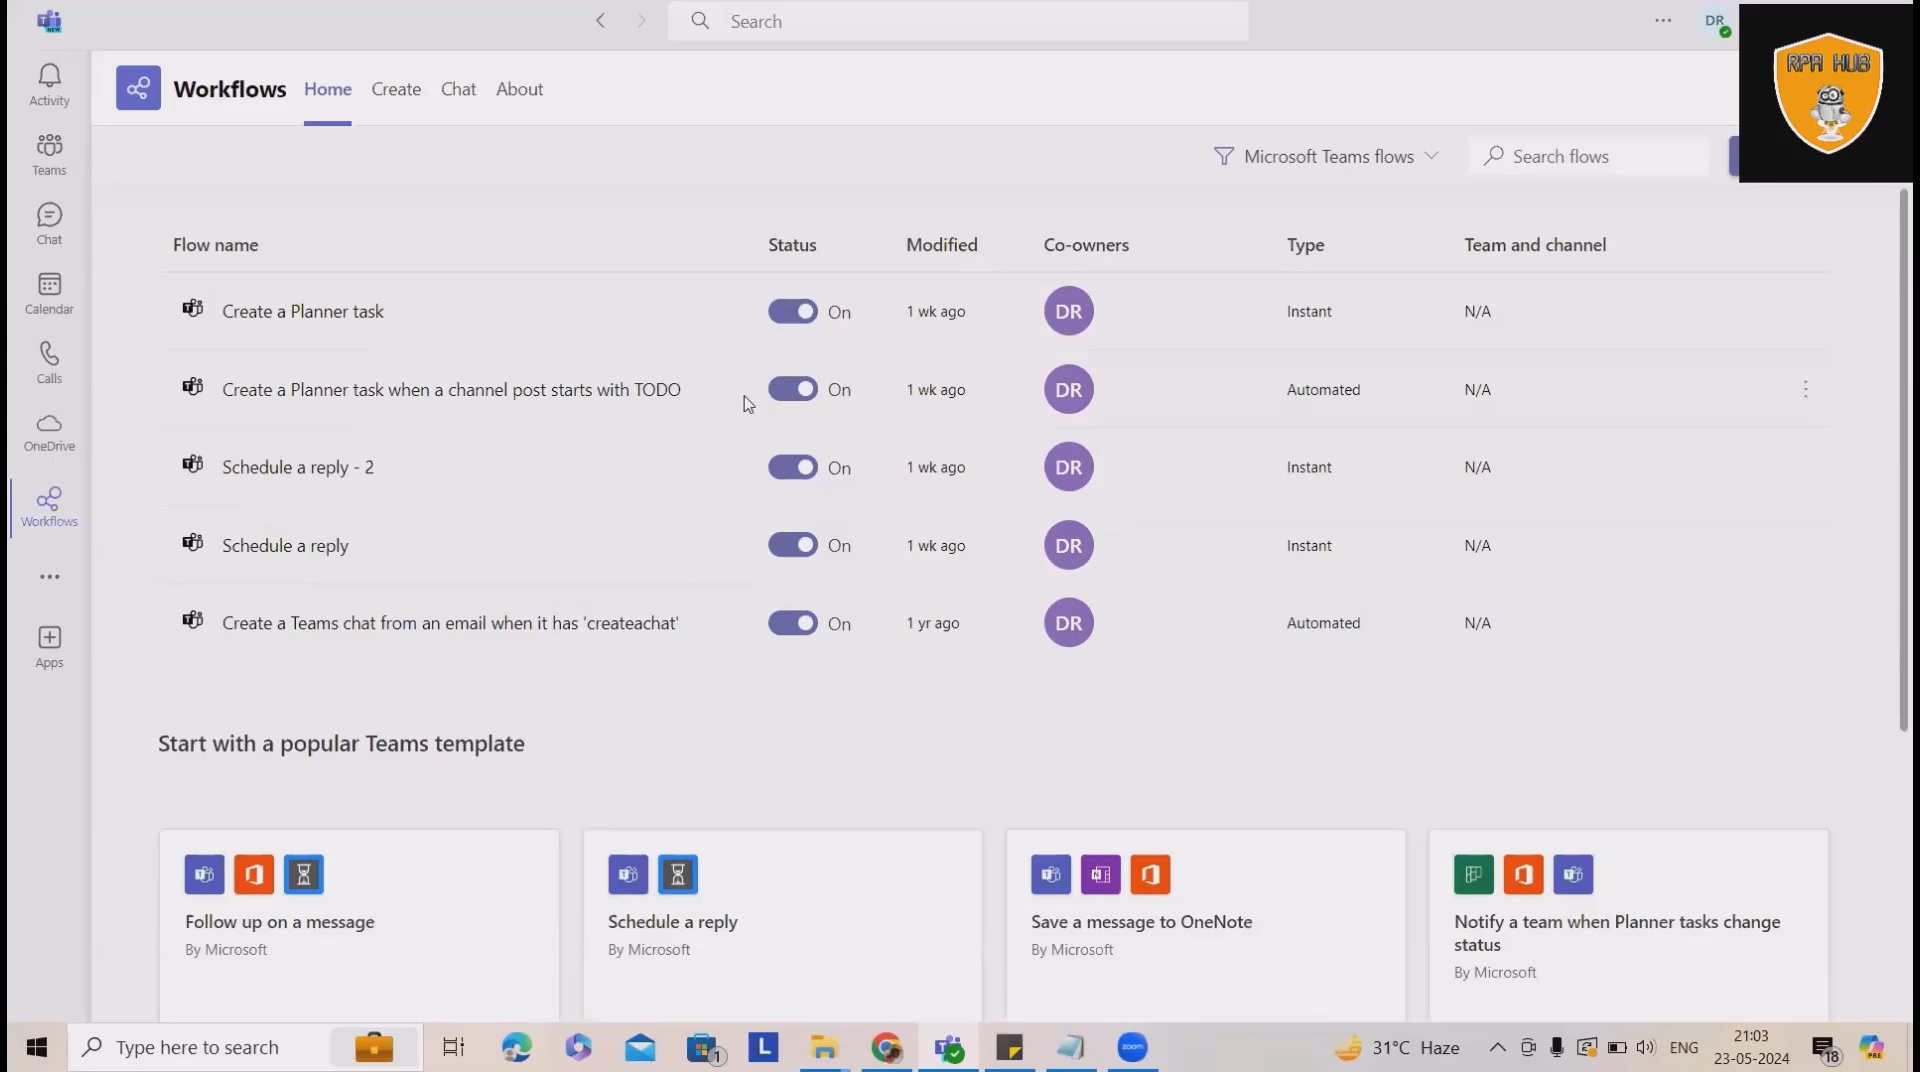 NEW
Search
DR
RPA HUB
Activity
Teams
Chat
Calendar
Calls
OneDrive
Workflows
Apps
Workflows Home Create Chat About
Microsoft Teams flows
Search flows
Flow name Status Modified Co-owners Type Team and channel
Create a Planner task On 1 wk ago DR Instant N/A
Create a Planner task when a channel post starts with TODO On 1 wk ago DR Automated N/A
Schedule a reply - 2 On 1 wk ago DR Instant N/A
Schedule a reply On 1 wk ago DR Instant N/A
Create a Teams chat from an email when it has 'createachat' On 1 yr ago DR Automated N/A
Start with a popular Teams template
Follow up on a message
By Microsoft
Schedule a reply
By Microsoft
Save a message to OneNote
By Microsoft
Notify a team when Planner tasks change
status
By Microsoft
Type here to search
1
L
zoom
31°C Haze
ENG
21:03
23-05-2024
18
PRE